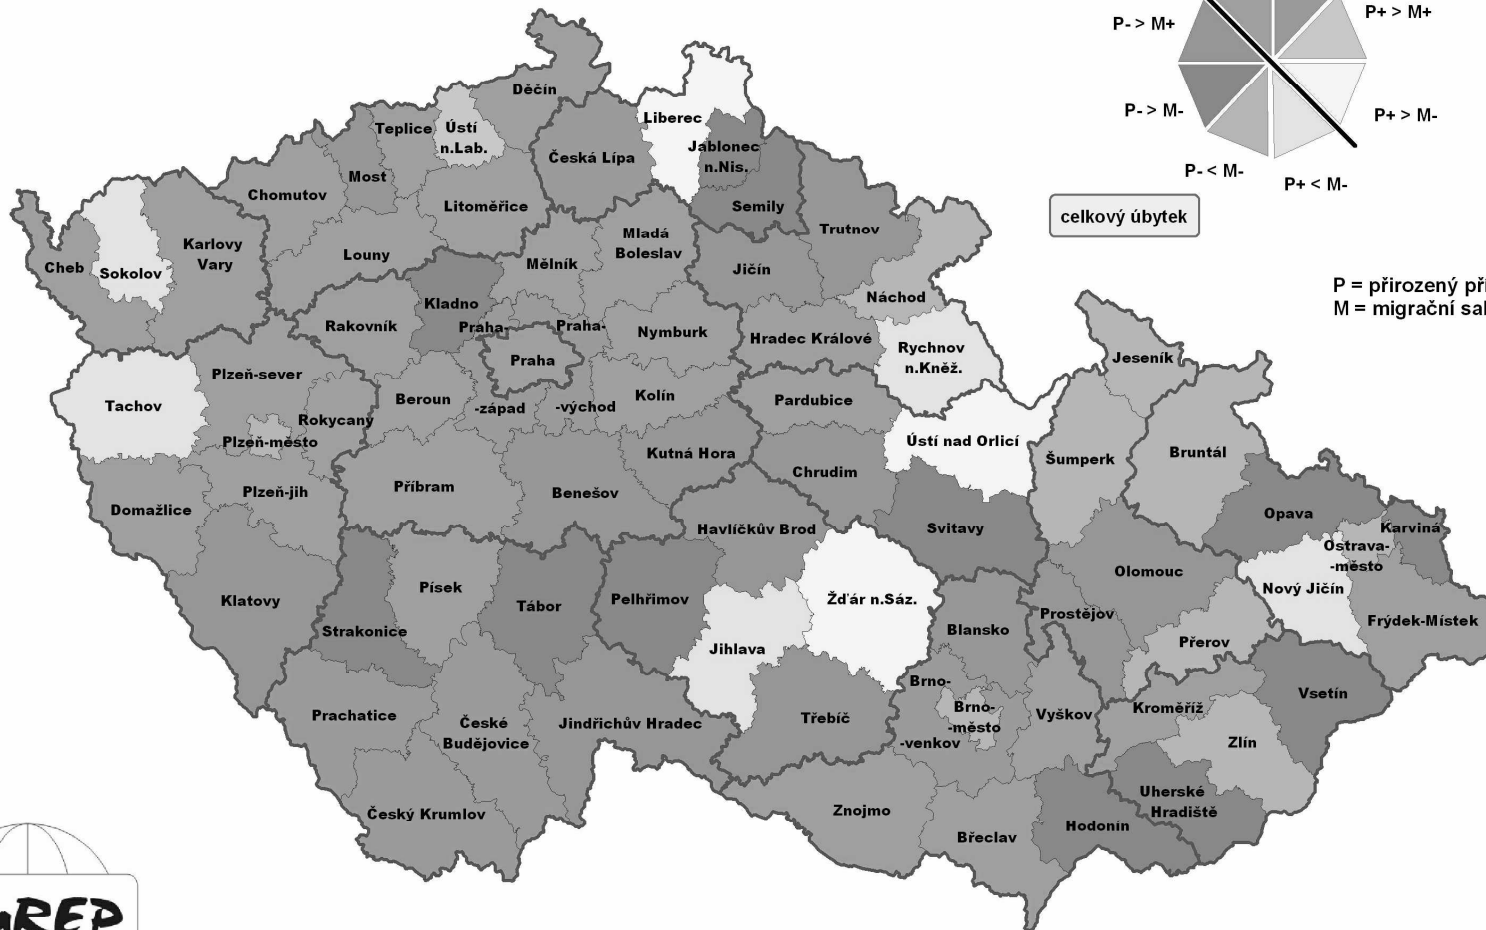 P- > M+
P+ > M+
P- > M-
P+ > M-
P- < M-
P+ < M-
celkový úbytek
P = přirozený
M = migrační
Děčín
Teplice
Ústí
n.Lab.
Liberec
Jablonec
n.Nis.
Česká Lípa
Most
Chomutov
Litoměřice
Semily
Trutnov
Karlovy
Vary
Mladá
Boleslav
Louny
Mělník
Jičín
Cheb
Sokolov
Náchod
Kladno
Rakovník
Praha-
Praha-
Nymburk
Hradec Králové
Rychnov
n.Kněž.
Praha
Jeseník
Plzeň-sever
Tachov
Beroun
-západ
-východ
Kolín
Pardubice
Rokycany
Plzeň-město
Ústí nad Orlicí
Kutná Hora
Šumperk
Bruntál
Chrudim
Plzeň-jih
Příbram
Benešov
Domažlice
Opava
Havlíčkův Brod
Svitavy
Karviná
Ostrava-
-město
Olomouc
Nový Jičín
Klatovy
Písek
Tábor
Pelhřimov
Žďár n.Sáz.
Prostějov
Frýdek-Místek
Strakonice
Blansko
Přerov
Jihlava
Brno-
Vsetín
Prachatice
České
Budějovice
Jindřichův Hradec
Třebíč
Brno-
-město
Vyškov
Kroměříž
-venkov
Zlín
Český Krumlov
Znojmo
Uherské
Hradiště
Hodonín
Břeclav
REP